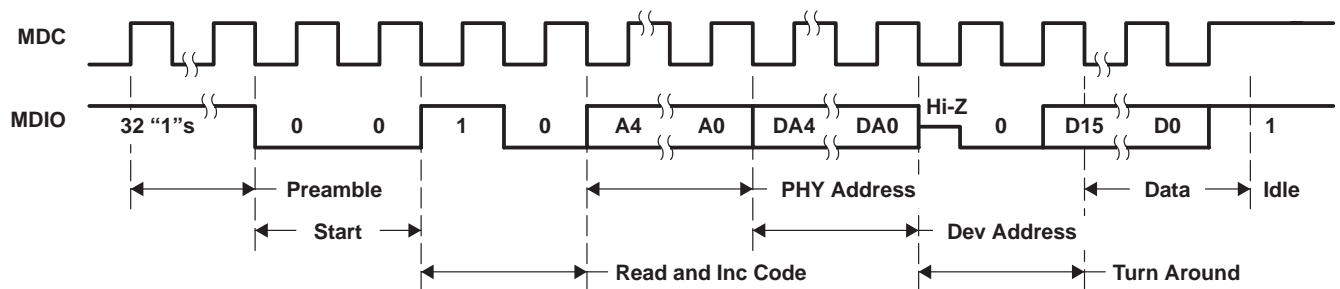 MDC
MDIO
32 “1”s 0 0 1 0 A4 A0 DA4 DA0 Hi-Z 0 D15 D0 1
Preamble PHY Address Data Idle
Start Dev Address
Read and Inc Code Turn Around